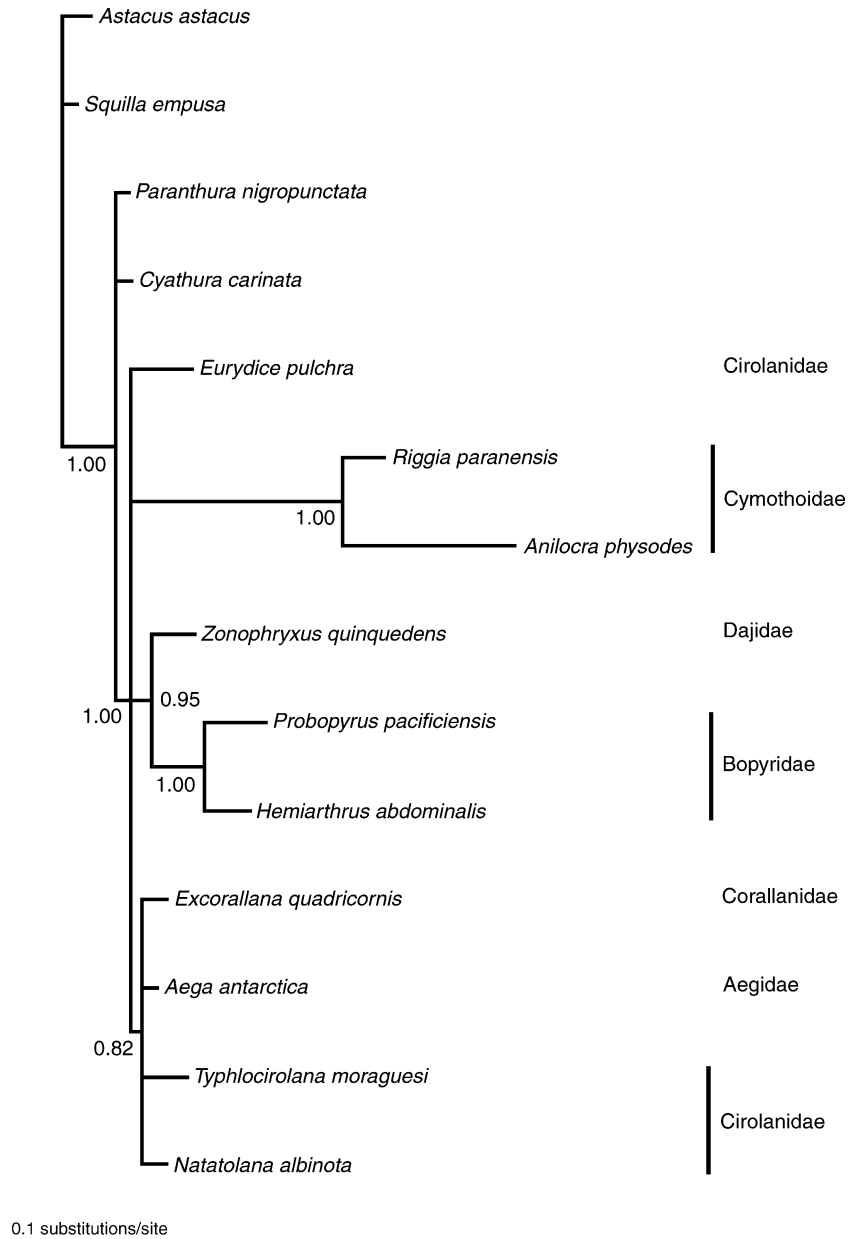 Astacus astacus
Squilla empusa
Paranthura nigropunctata
Cyathura carinata
Eurydice pulchra
Cirolanidae
Riggia paranensis
1.00
Cymothoidae
1.00
Anilocra physodes
Zonophryxus quinquedens
Dajidae
0.95
1.00
Probopyrus pacificiensis
Bopyridae
1.00
Hemiarthrus abdominalis
Excorallana quadricornis
Corallanidae
Aega antarctica
Aegidae
0.82
Typhlocirolana moraguesi
Cirolanidae
Natatolana albinota
0.1 substitutions/site